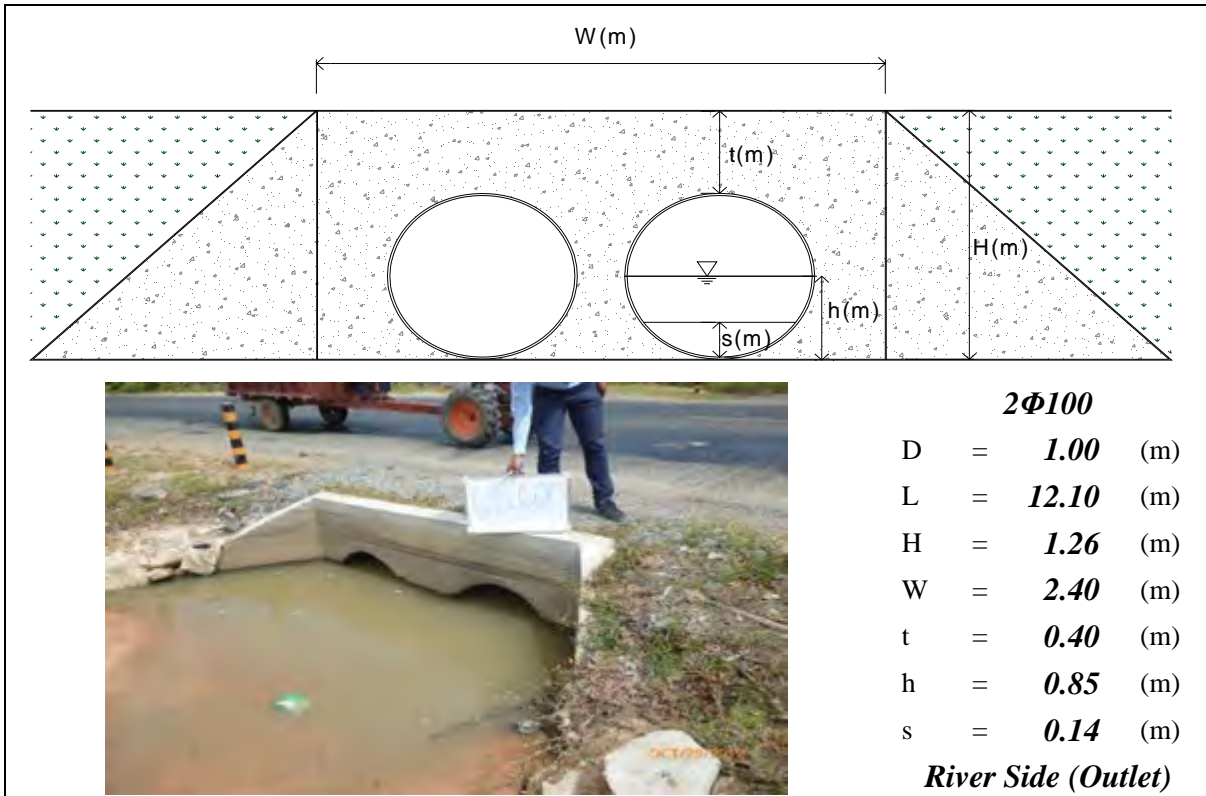 W(m)
t(m)
H(m)
h(m)
s(m)
2Φ100
D = 1.00 (m)
L = 12.10 (m)
H = 1.26 (m)
W = 2.40 (m)
t = 0.40 (m)
h = 0.85 (m)
s = 0.14 (m)
River Side (Outlet)